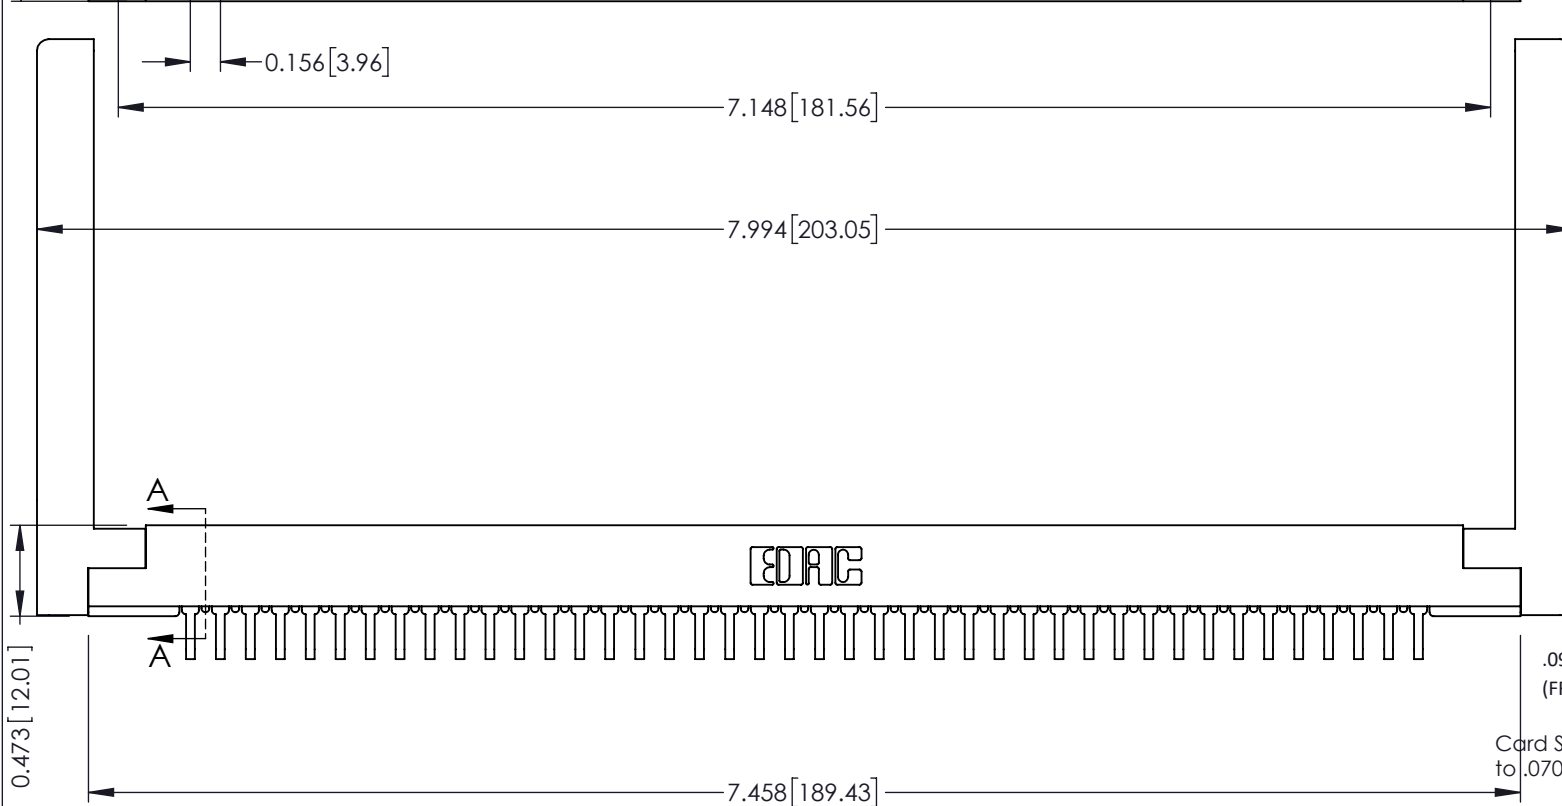 0.156[3.96]
7.148[181.56]
7.994[203.05]
A
EDAC
A
0.473[12.01]
.09
Card S
to .070
7.458[189.43]